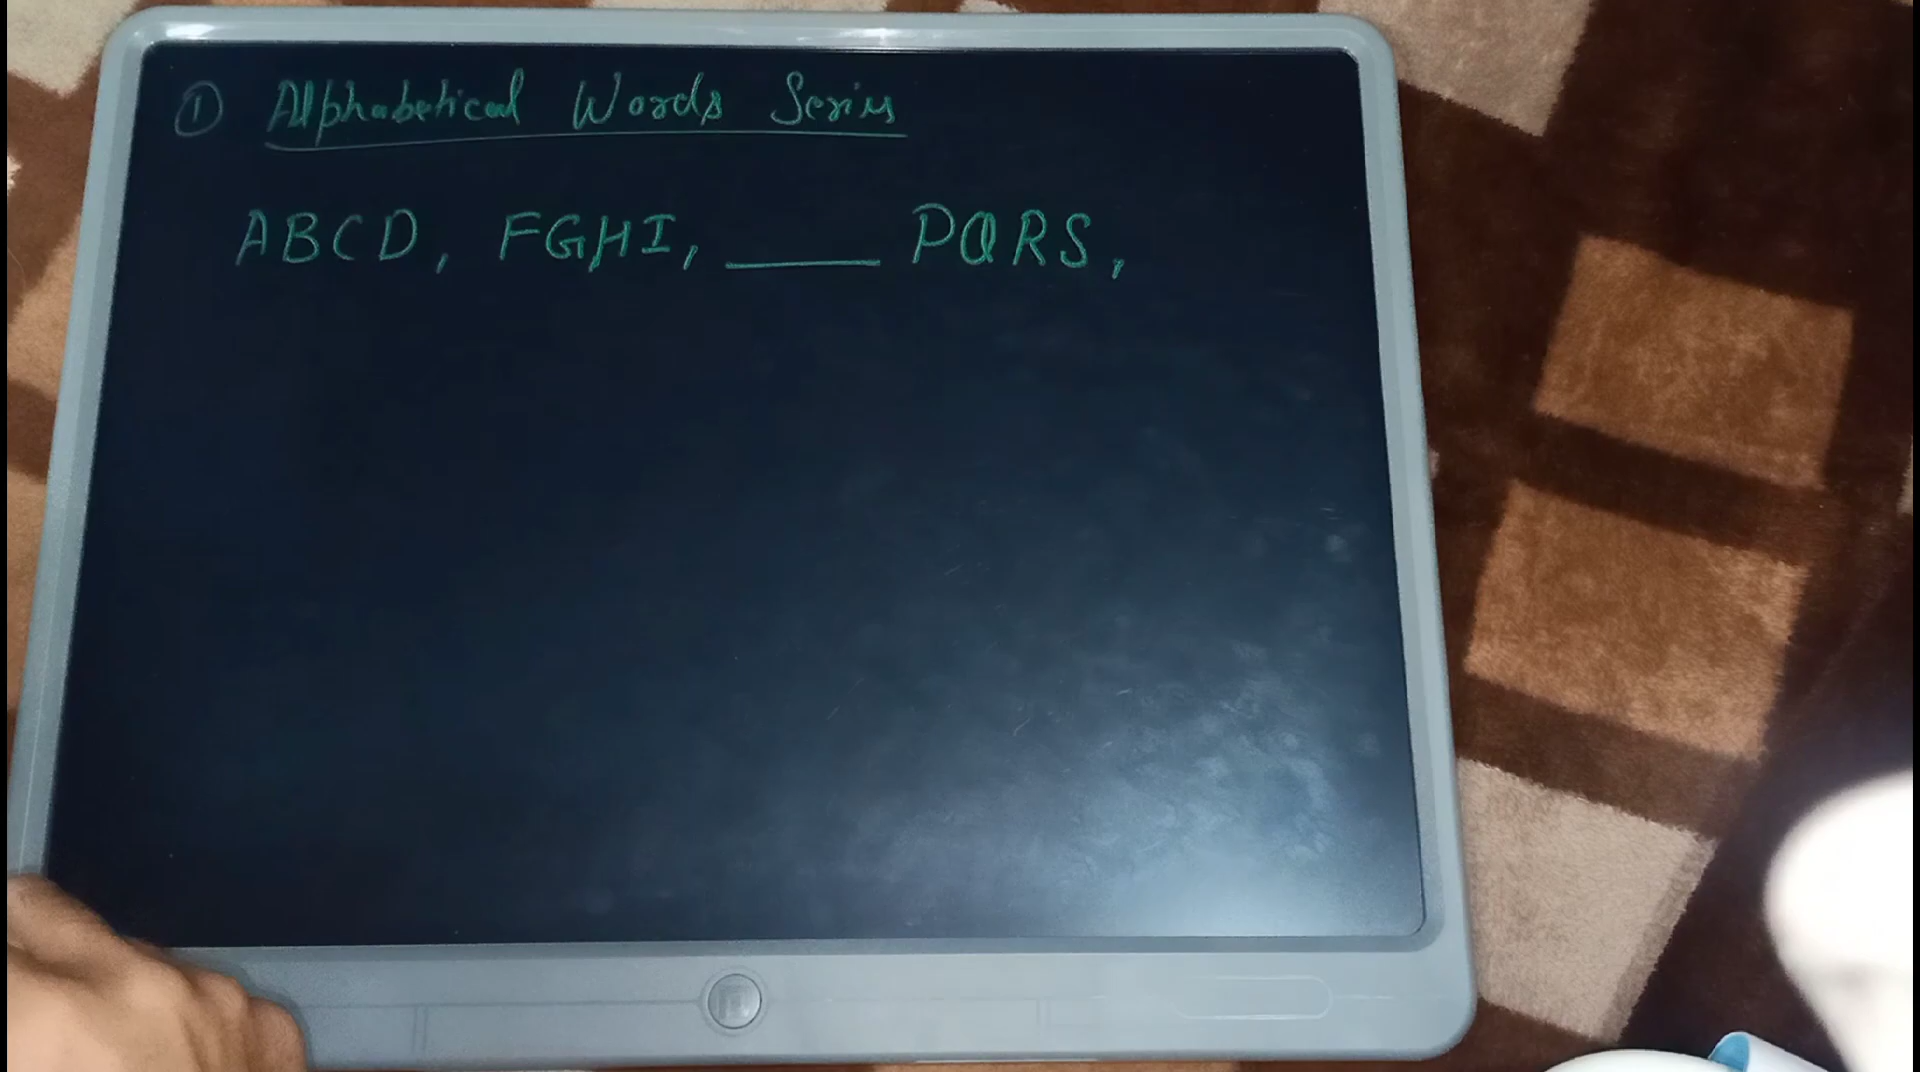 ① Alphabetical Words Series
ABCD, FGHI, ____ PQRS,